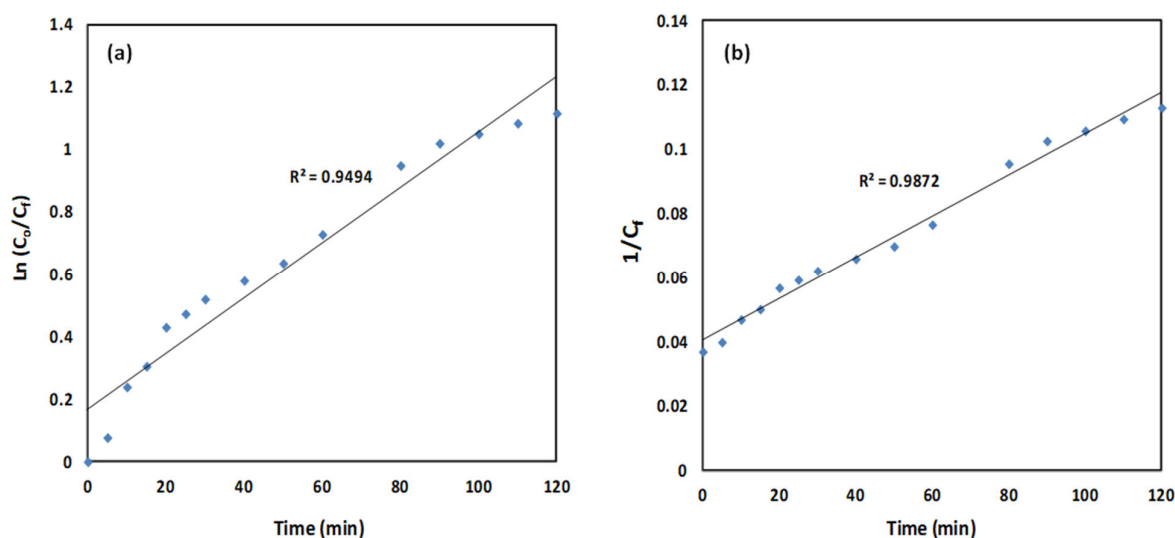 (a)
Ln (Co/Cf)
1.4
1.2
1
0.8
0.6
0.4
0.2
0
R² = 0.9494
0 20 40 60 80 100 120
Time (min)
(b)
1/Cf
0.14
0.12
0.1
0.08
0.06
0.04
0.02
0
R² = 0.9872
0 20 40 60 80 100 120
Time (min)